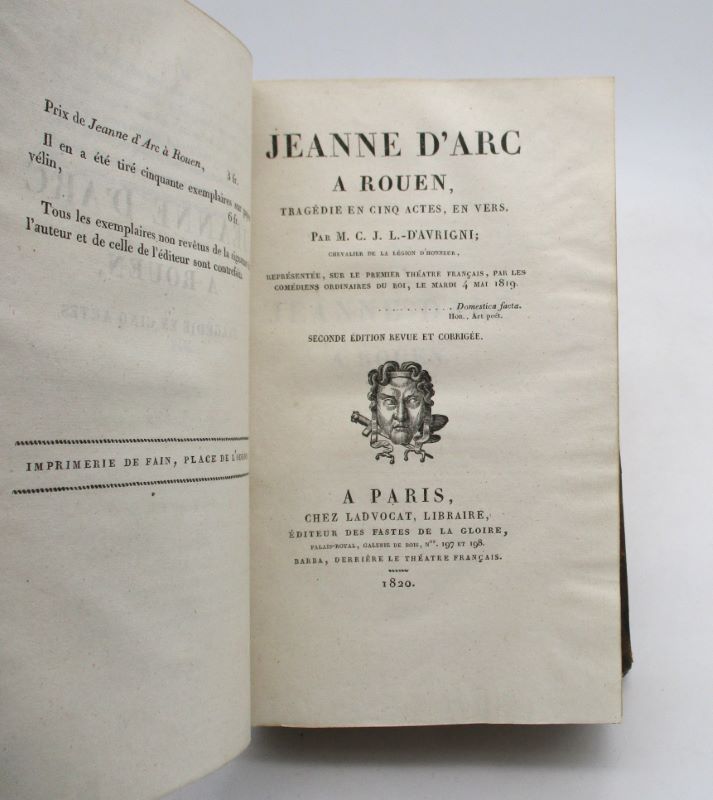 Prix de Jeanne d'Arc à Rouen, 3 fr.
Il en a été tiré cinquante exemplaires sur
vélin, 6 fr.
Tous les exemplaires non revêtus de la signature
l'auteur et de celle de l'éditeur sont contrefaits
IMPRIMERIE DE FAIN, PLACE DE
JEANNE D'ARC
A ROUEN,
TRAGÉDIE EN CINQ ACTES, EN VERS.
PAR M. C. J. L.-D'AVRIGNI;
CHEVALIER DE LA LÉGION D'HONNEUR,
REPRÉSENTÉE, SUR LE PREMIER THÉATRE FRANÇAIS, PAR LES
COMÉDIENS ORDINAIRES DU ROI, LE MARDI 4 MAI 1819.
. . . . . . . . . . . Domestica facta.
HOR., Art poét.
SECONDE ÉDITION REVUE ET CORRIGÉE.
A PARIS,
CHEZ LADVOCAT, LIBRAIRE,
ÉDITEUR DES FASTES DE LA GLOIRE,
PALAIS-ROYAL, GALERIE DE BOIS, Nos. 197 ET 198.
BARBA, DERRIÈRE LE THÉATRE FRANÇAIS.
1820.